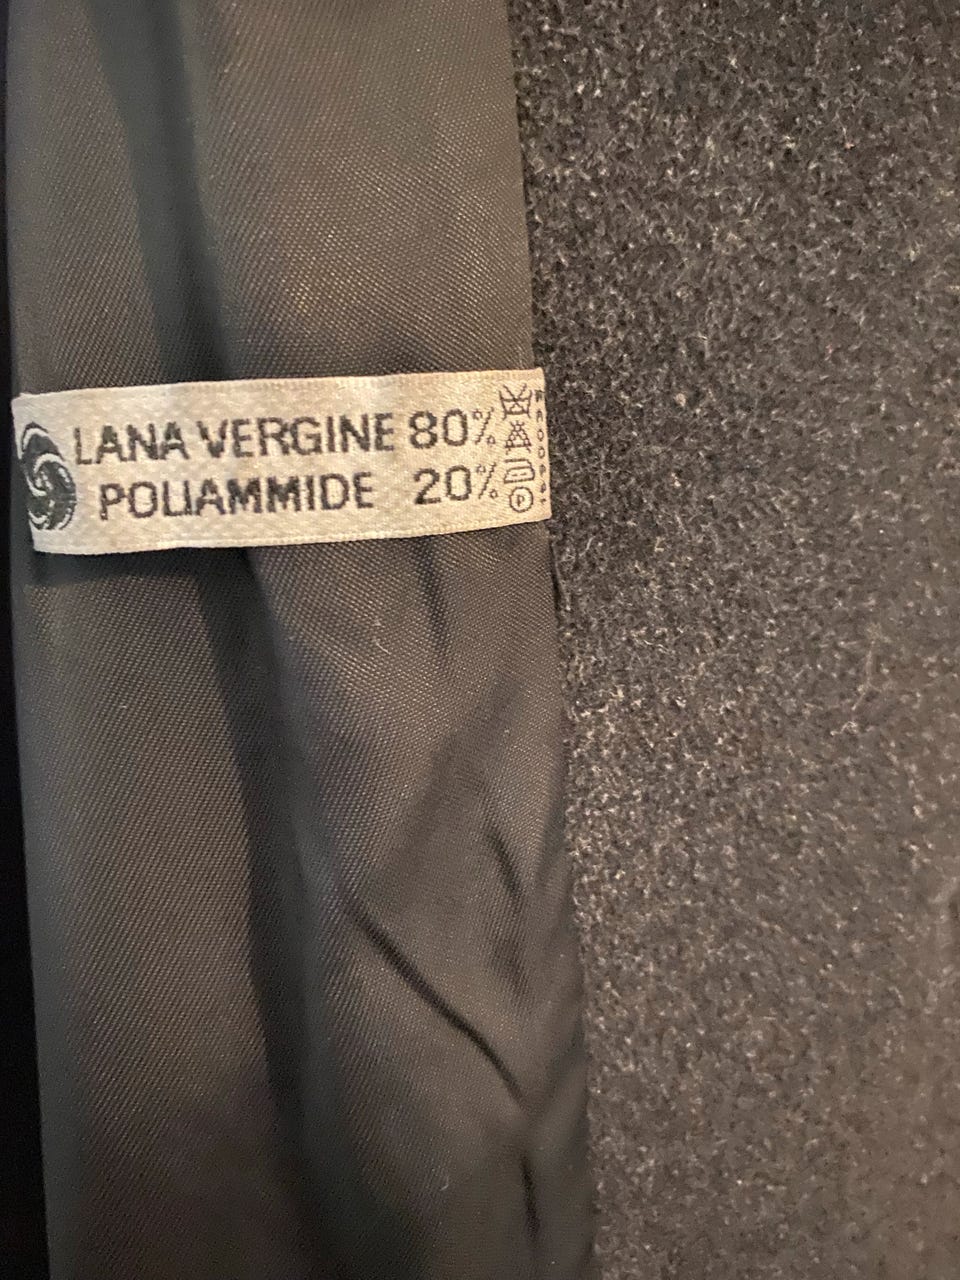 LANA VERGINE 80%
POLIAMMIDE 20%
P